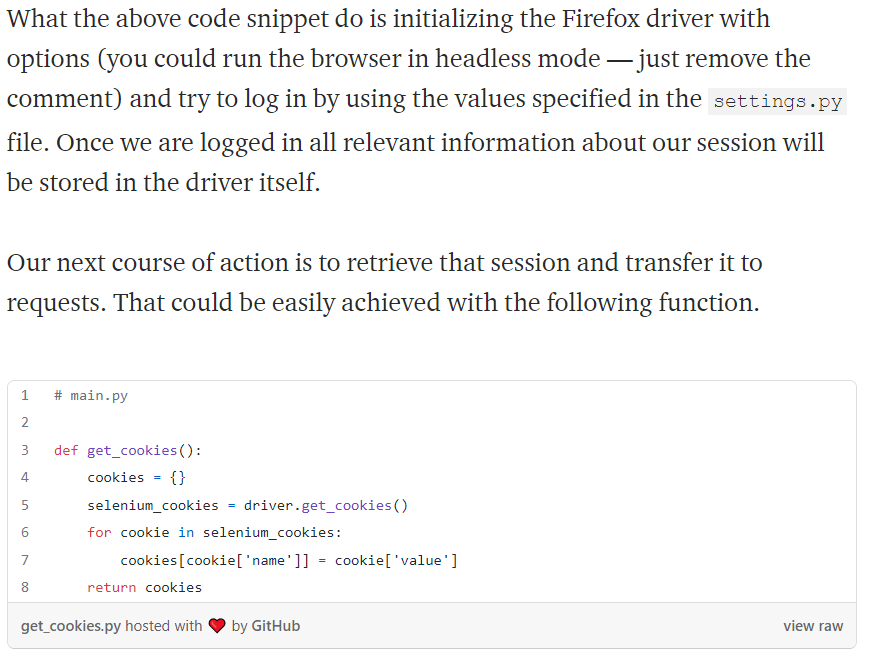 What the above code snippet do is initializing the Firefox driver with
options (you could run the browser in headless mode — just remove the
comment) and try to log in by using the values specified in the settings.py
file. Once we are logged in all relevant information about our session will
be stored in the driver itself.
Our next course of action is to retrieve that session and transfer it to
requests. That could be easily achieved with the following function.
1 # main.py
2
3 def get_cookies():
4     cookies = {}
5     selenium_cookies = driver.get_cookies()
6     for cookie in selenium_cookies:
7         cookies[cookie['name']] = cookie['value']
8     return cookies
get_cookies.py hosted with ❤ by GitHub view raw